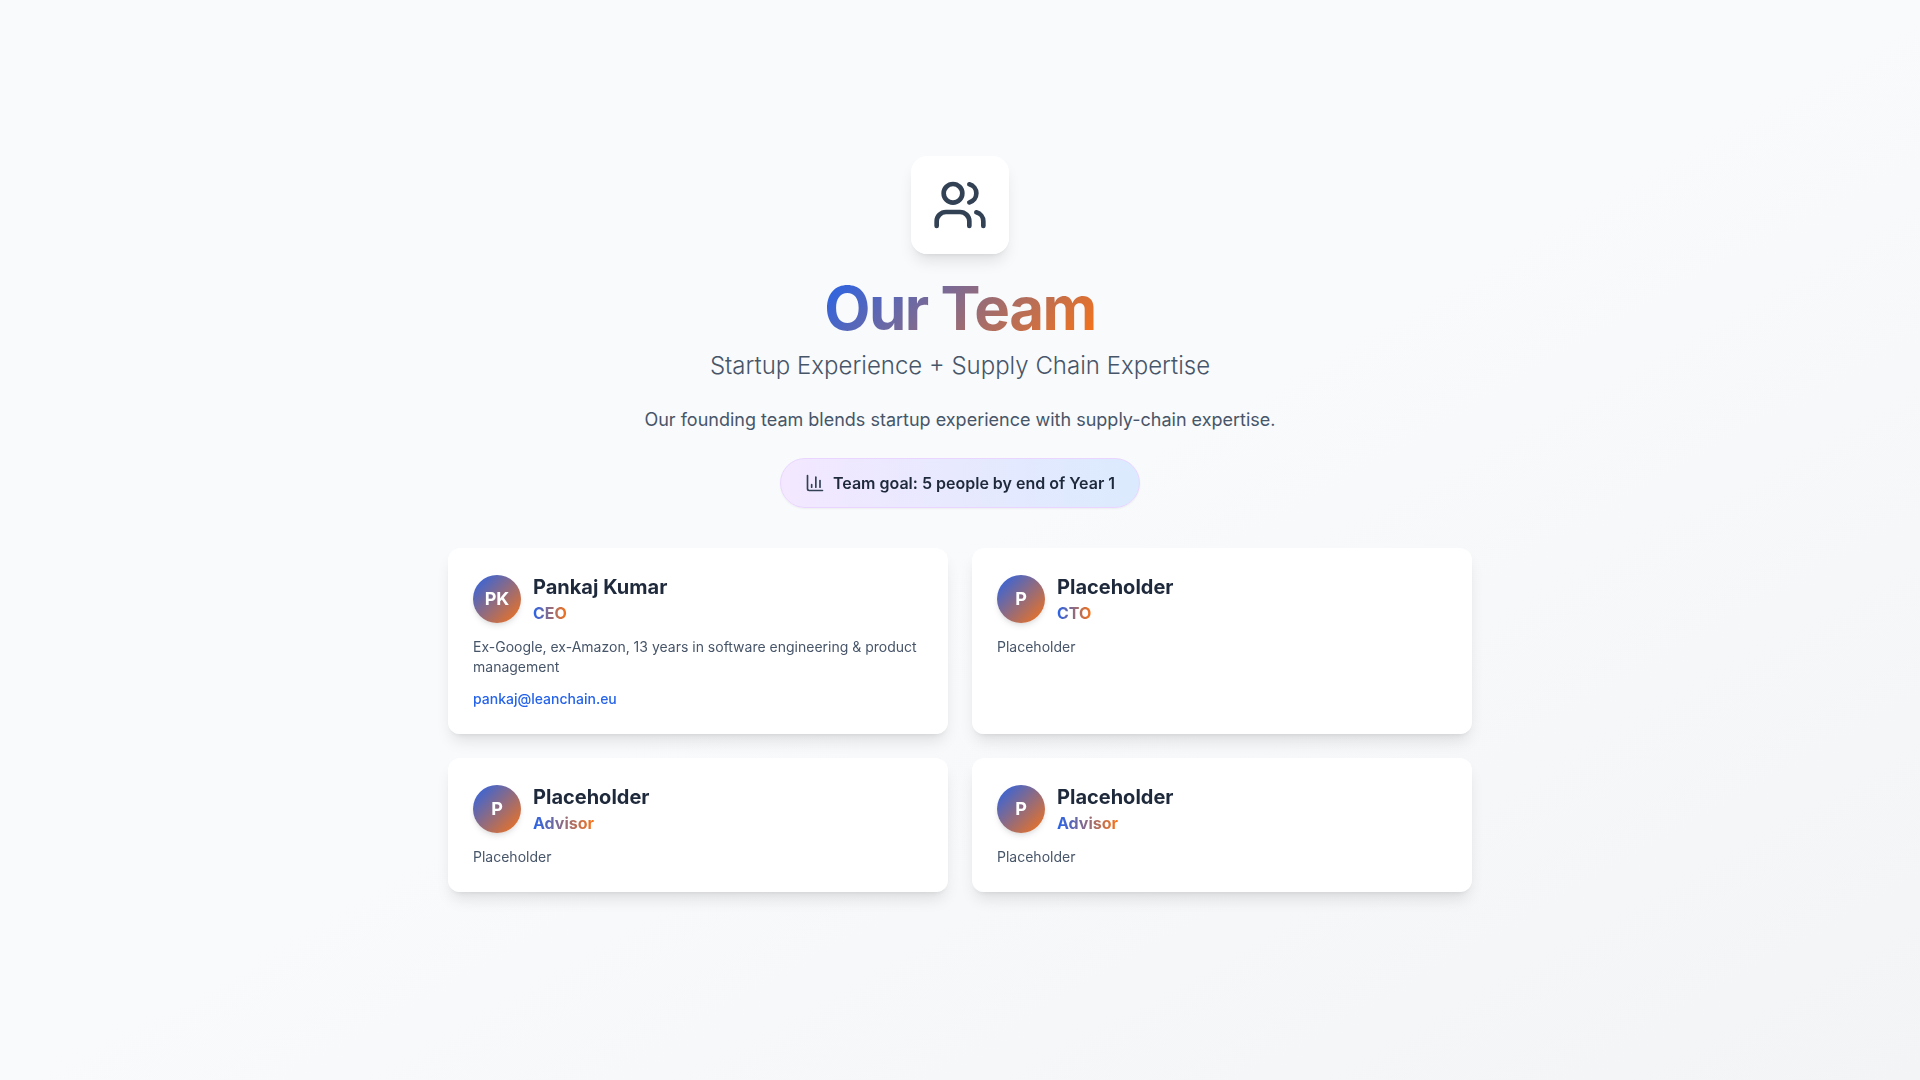 Our Team
Startup Experience + Supply Chain Expertise
Our founding team blends startup experience with supply-chain expertise.
Team goal: 5 people by end of Year 1
PK
Pankaj Kumar
CEO
Ex-Google, ex-Amazon, 13 years in software engineering & product
management
pankaj@leanchain.eu
P
Placeholder
CTO
Placeholder
P
Placeholder
Advisor
Placeholder
P
Placeholder
Advisor
Placeholder